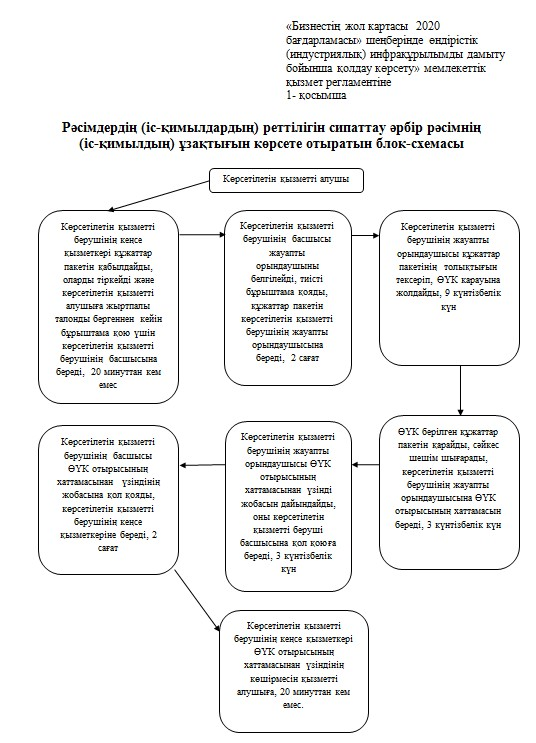 «Бизнестің жол картасы 2020
бағдарламасы» шеңберінде өндірістік
(индустриялық) инфрақұрылымды дамыту
бойынша қолдау көрсету» мемлекеттік
қызмет регламентіне
1- қосымша
Рәсімдердің (іс-қимылдардың) реттілігін сипаттау әрбір рәсімнің
(іс-қимылдың) ұзақтығын көрсете отыратын блок-схемасы
Көрсетілетін қызметті алушы
Көрсетілетін қызметті
берушінің кеңсе
қызметкері құжаттар
пакетін қабылдайды,
оларды тіркейді және
көрсетілетін қызметті
алушыға жыртпалы
талонды бергеннен кейін
бұрыштама қою үшін
көрсетілетін қызметті
берушінің басшысына
береді, 20 минуттан кем
емес
Көрсетілетін қызметті
берушінің басшысы
жауапты
орындаушыны
белгілейді, тиісті
бұрыштама қояды,
құжаттар пакетін
көрсетілетін қызметті
берушінің жауапты
орындаушысына
береді, 2 сағат
Көрсетілетін қызметті
берушінің жауапты
орындаушысы құжаттар
пакетінің толықтығын
тексеріп, ӨҮК қарауына
жолдайды, 9 күнтізбелік
күн
ӨҮК берілген құжаттар
пакетін қарайды, сәйкес
шешім шығарады,
көрсетілетін қызметті
берушінің жауапты
орындаушысына ӨҮК
отырысының хаттамасын
береді, 3 күнтізбелік күн
Көрсетілетін қызметті
берушінің жауапты
орындаушысы ӨҮК
отырысының
хаттамасынан үзінді
жобасын дайындайды,
оны көрсетілетін
қызметті беруші
басшысына қол қоюға
береді, 3 күнтізбелік
күн
Көрсетілетін қызметті
берушінің басшысы
ӨҮК отырысының
хаттамасынан үзіндінің
жобасына қол қояды,
көрсетілетін қызметті
берушінің кеңсе
қызметкеріне береді, 2
сағат
Көрсетілетін қызметті
берушінің кеңсе қызметкері
ӨҮК отырысының
хаттамасынан үзіндінің
көшірмесін қызметті
алушыға, 20 минуттан кем
емес.